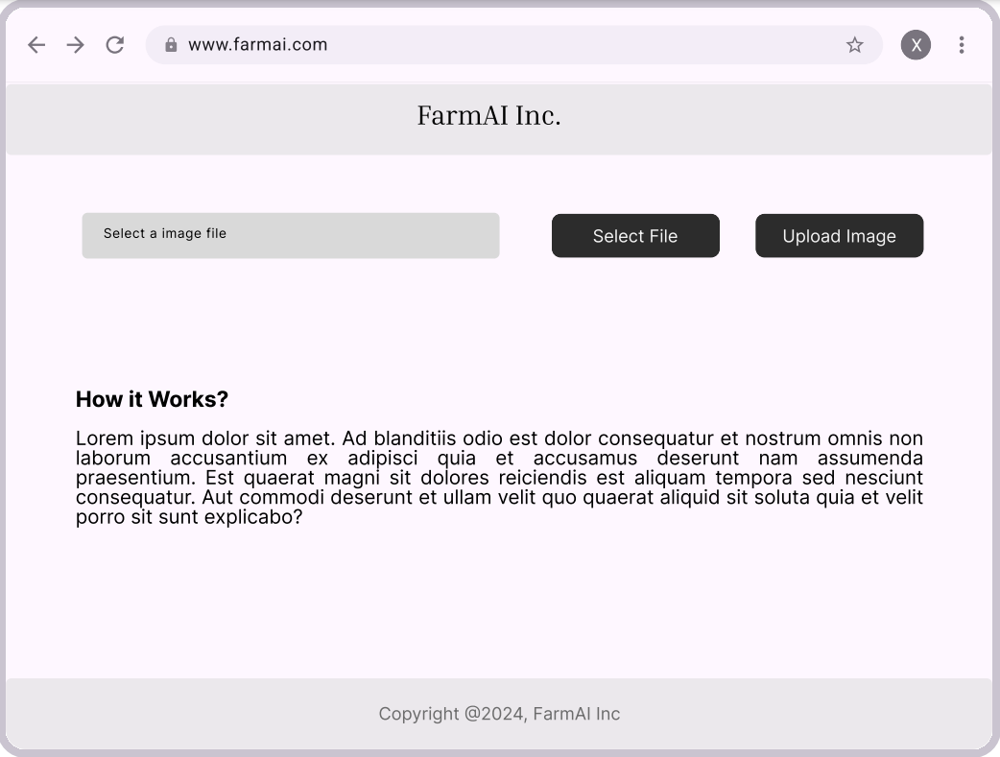 www.farmai.com
X
FarmAI Inc.
Select a image file
Select File
Upload Image
How it Works?
Lorem ipsum dolor sit amet. Ad blanditiis odio est dolor consequatur et nostrum omnis non
laborum accusantium ex adipisci quia et accusamus deserunt nam assumenda
praesentium. Est quaerat magni sit dolores reiciendis est aliquam tempora sed nesciunt
consequatur. Aut commodi deserunt et ullam velit quo quaerat aliquid sit soluta quia et velit
porro sit sunt explicabo?
Copyright @2024, FarmAI Inc